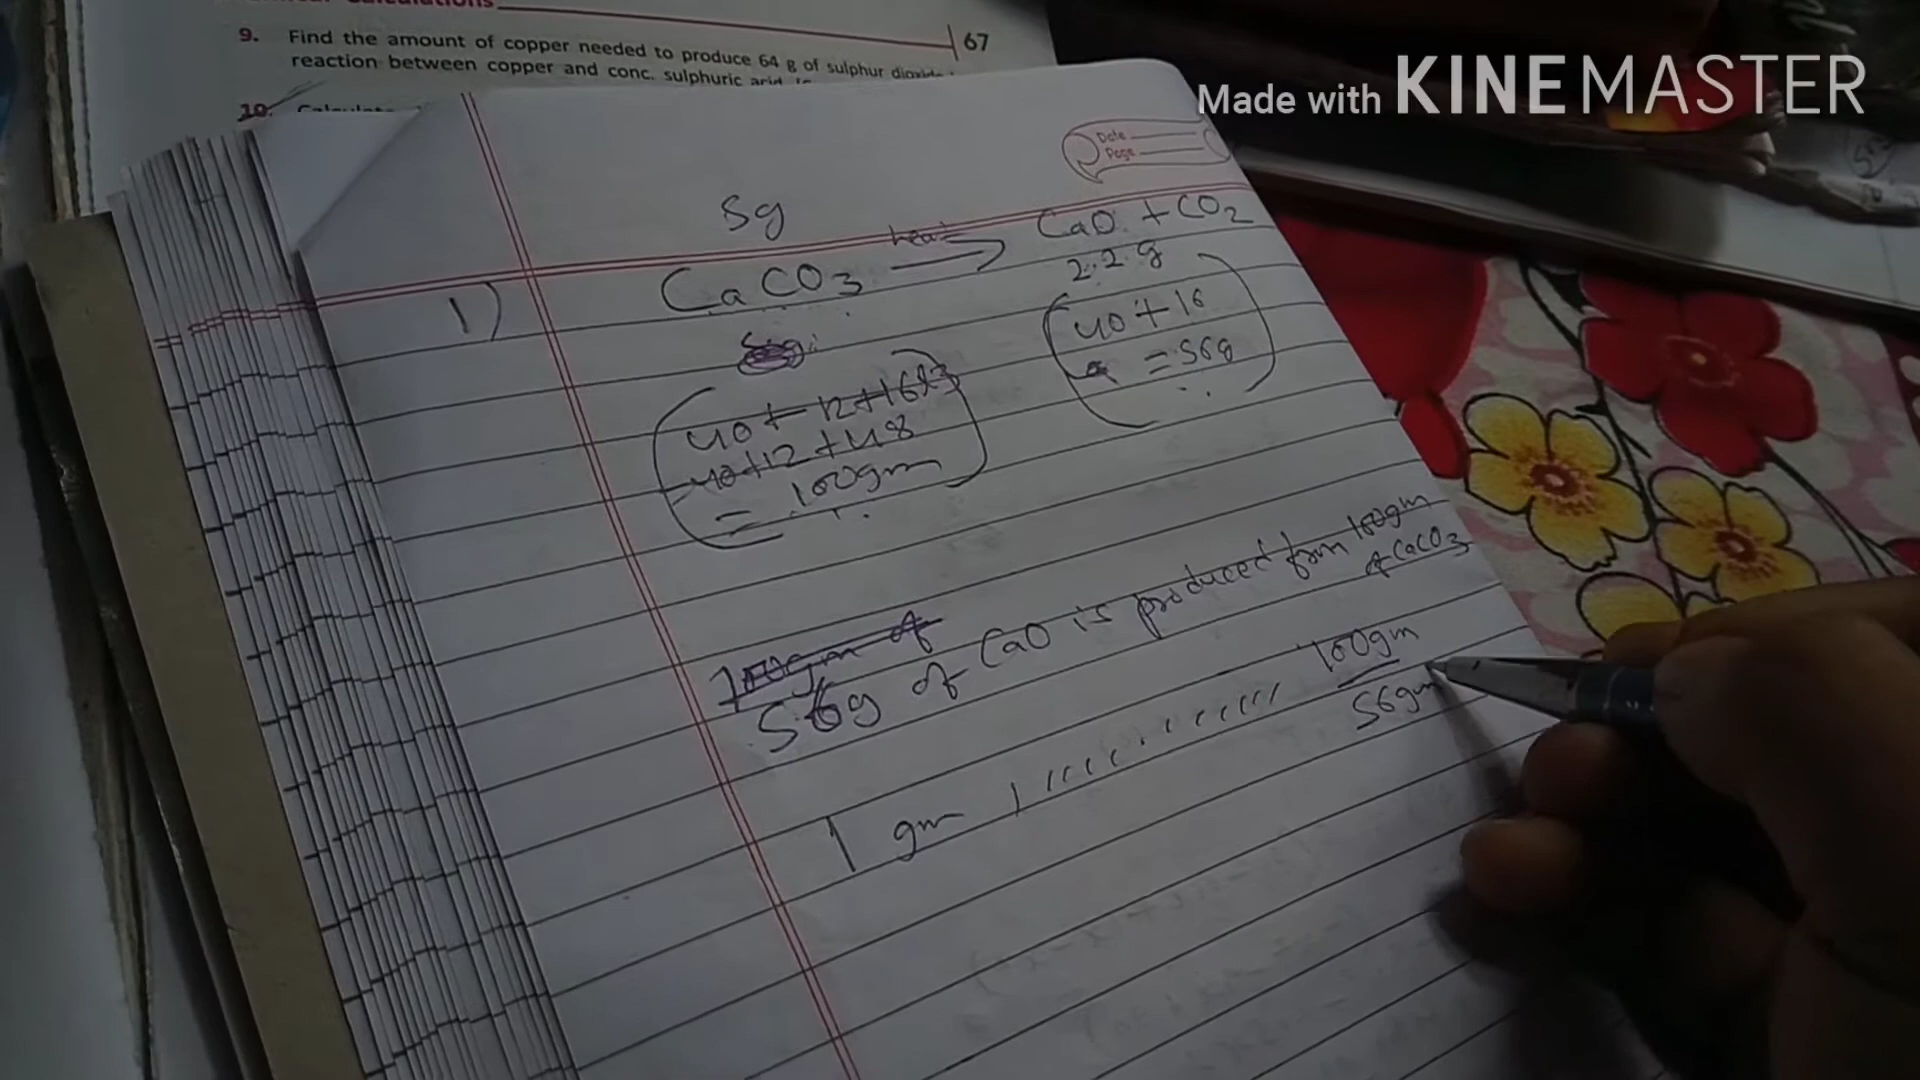 67
9. Find the amount of copper needed to produce 64 g of sulphur dioxide
reaction between copper and conc. sulphuric acid
10. Calculate
Made with KINEMASTER
Date
Page
5g
1) CaCO3 heat → CaO + CO2
2.2 g
40 + 12 + 16x3
40+12 + 48
= 100gm
40 + 16
= 56g
100gm of
56g of CaO is produced from 100gm
of CaCO3
1 gm 100gm
56gm